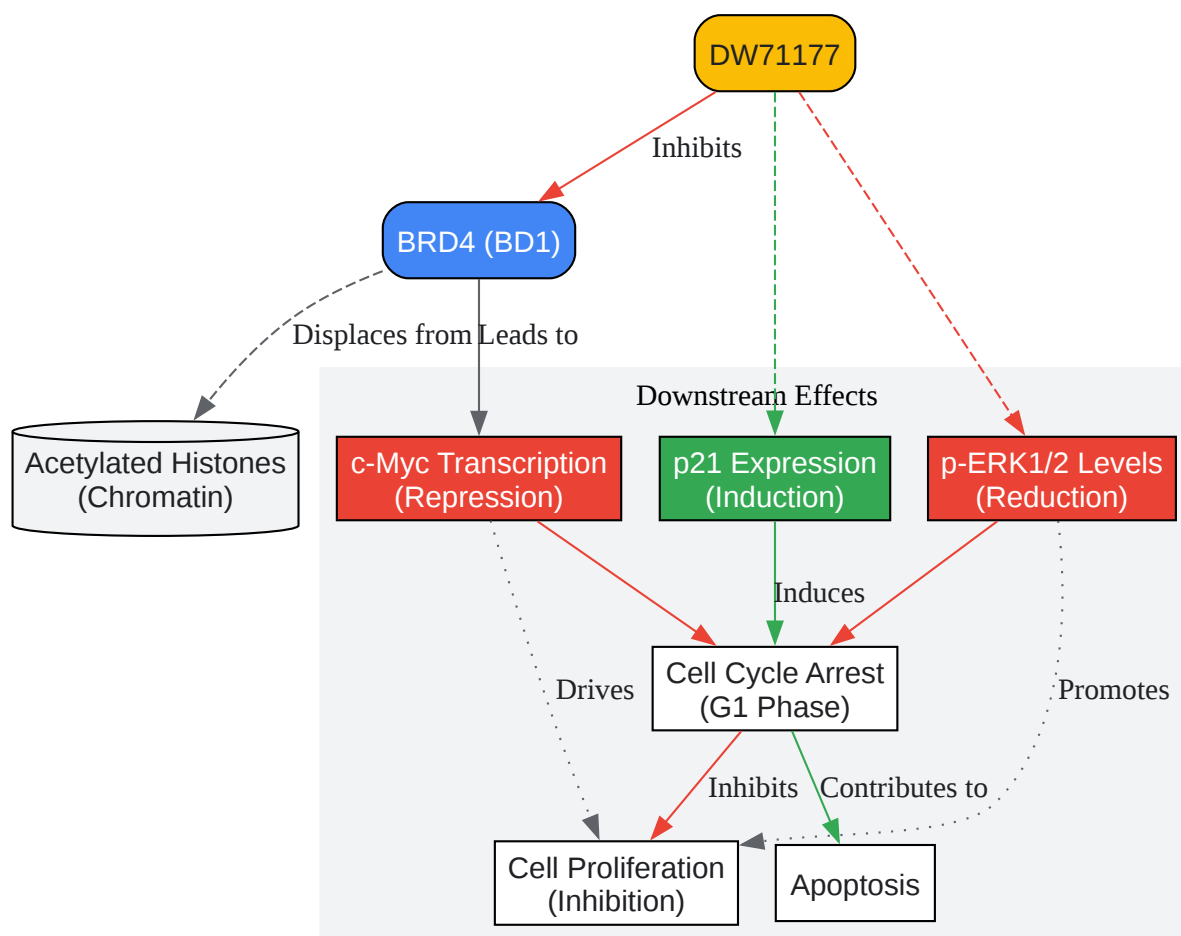 DW71177
Inhibits
BRD4 (BD1)
Displaces from
Leads to
Downstream Effects
Acetylated Histones
(Chromatin)
c-Myc Transcription
(Repression)
p21 Expression
(Induction)
p-ERK1/2 Levels
(Reduction)
Induces
Cell Cycle Arrest
(G1 Phase)
Drives
Promotes
Inhibits
Contributes to
Cell Proliferation
(Inhibition)
Apoptosis